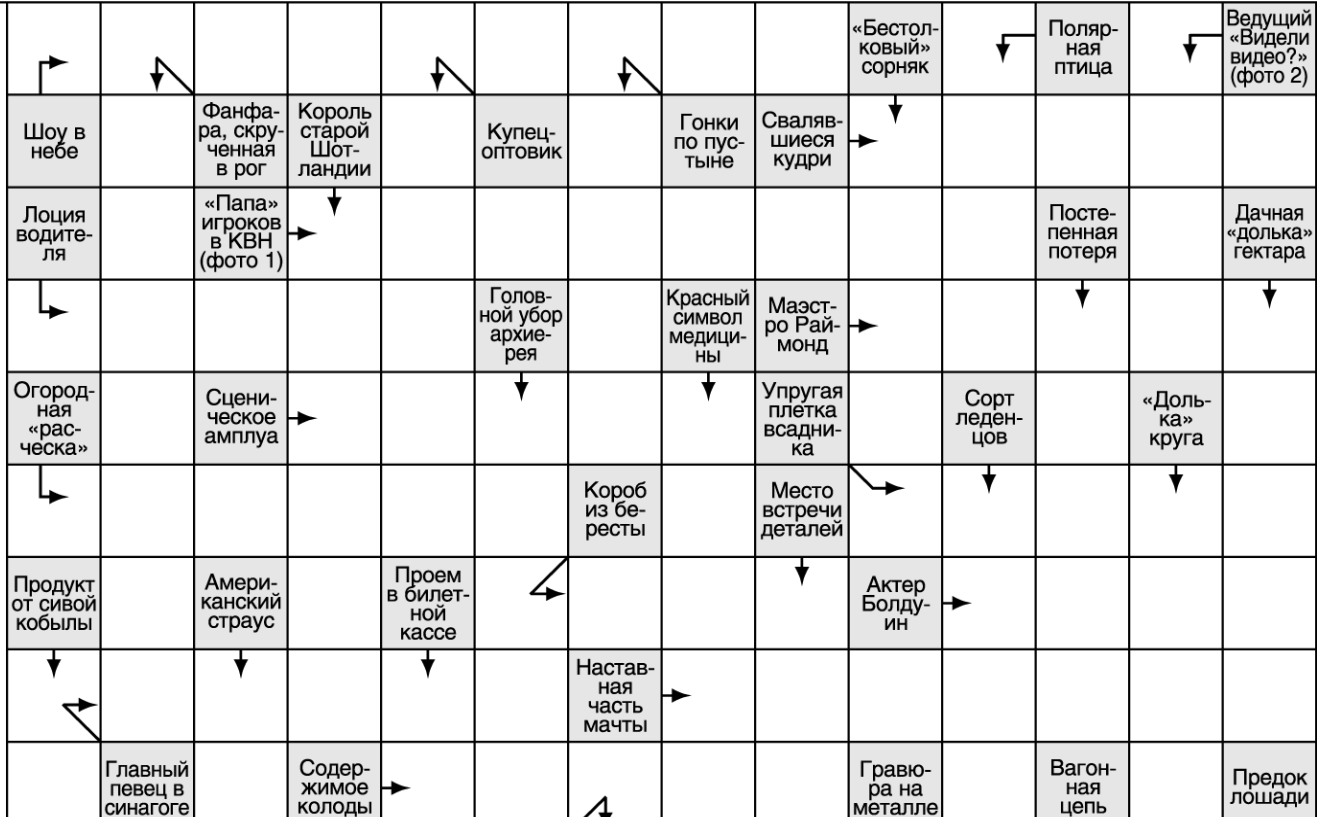 «Бестол-
ковый»
сорняк
Поляр-
ная
птица
Ведущий
«Видели
видео?»
(фото 2)
Шоу в
небе
Фанфа-
ра, скру-
ченная
в рог
Король
старой
Шот-
ландии
Купец-
оптовик
Гонки
по пус-
тыне
Сваляв-
шиеся
кудри
Лоция
водите-
ля
«Папа»
игроков
в КВН
(фото 1)
Посте-
пенная
потеря
Дачная
«долька»
гектара
Голов-
ной убор
архие-
рея
Красный
символ
медици-
ны
Маэст-
ро Рай-
монд
Огород-
ная
«рас-
ческа»
Сцени-
ческое
амплуа
Упругая
плетка
всадни-
ка
Сорт
леден-
цов
«Доль-
ка»
круга
Короб
из бе-
ресты
Место
встречи
деталей
Продукт
от сивой
кобылы
Амери-
канский
страус
Проем
в билет-
ной
кассе
Актер
Болду-
ин
Настав-
ная
часть
мачты
Главный
певец в
синагоге
Содер-
жимое
колоды
Гравю-
ра на
металле
Вагон-
ная
цепь
Предок
лошади